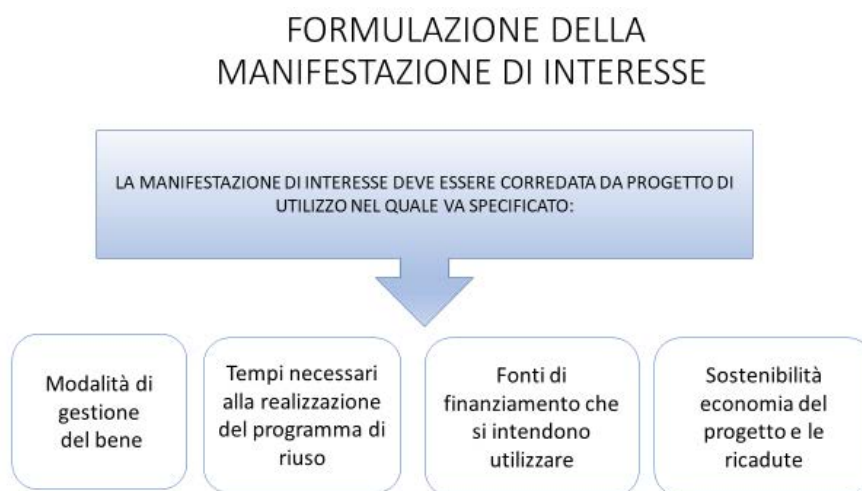 FORMULAZIONE DELLA
MANIFESTAZIONE DI INTERESSE
LA MANIFESTAZIONE DI INTERESSE DEVE ESSERE CORREDATA DA PROGETTO DI
UTILIZZO NEL QUALE VA SPECIFICATO:
Modalità di
gestione
del bene
Tempi necessari
alla realizzazione
del programma di
riuso
Fonti di
finanziamento che
si intendono
utilizzare
Sostenibilità
economia del
progetto e le
ricadute